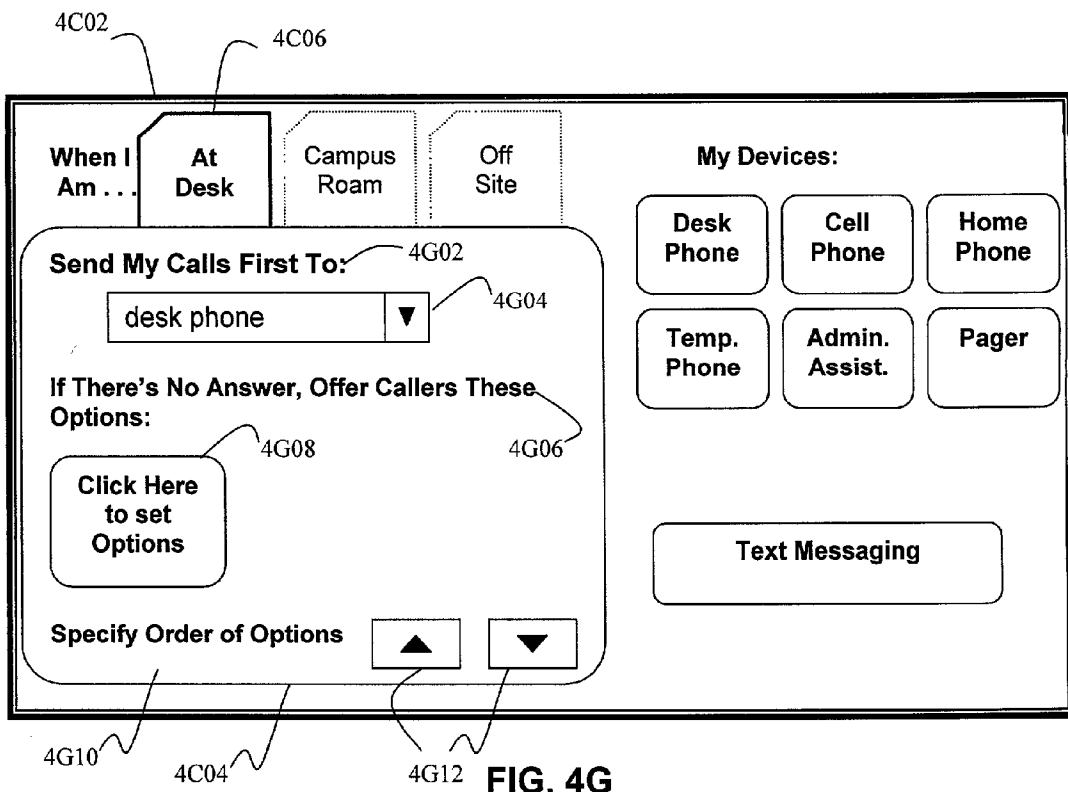 4C02
4C06
When I
Am . . .
At
Desk
Campus
Roam
Off
Site
My Devices:
Desk
Phone
Cell
Phone
Home
Phone
Send My Calls First To:
4G02
desk phone
4G04
Temp.
Phone
Admin.
Assist.
Pager
If There's No Answer, Offer Callers These
Options:
4G08
4G06
Click Here
to set
Options
Text Messaging
Specify Order of Options
4G10
4C04
4G12
FIG. 4G